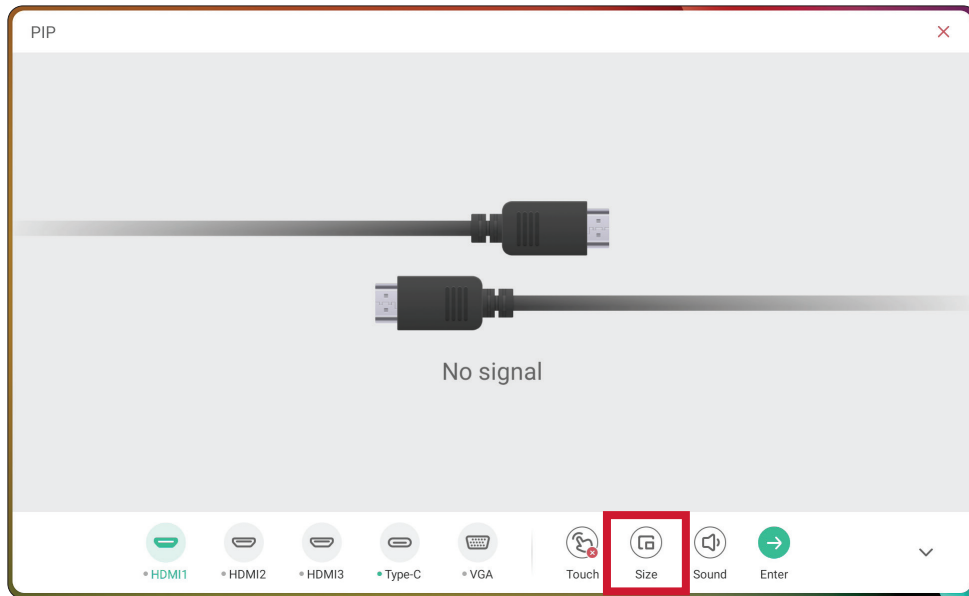 PIP
No signal
HDMI1
HDMI2
HDMI3
Type-C
VGA
Touch
Size
Sound
Enter